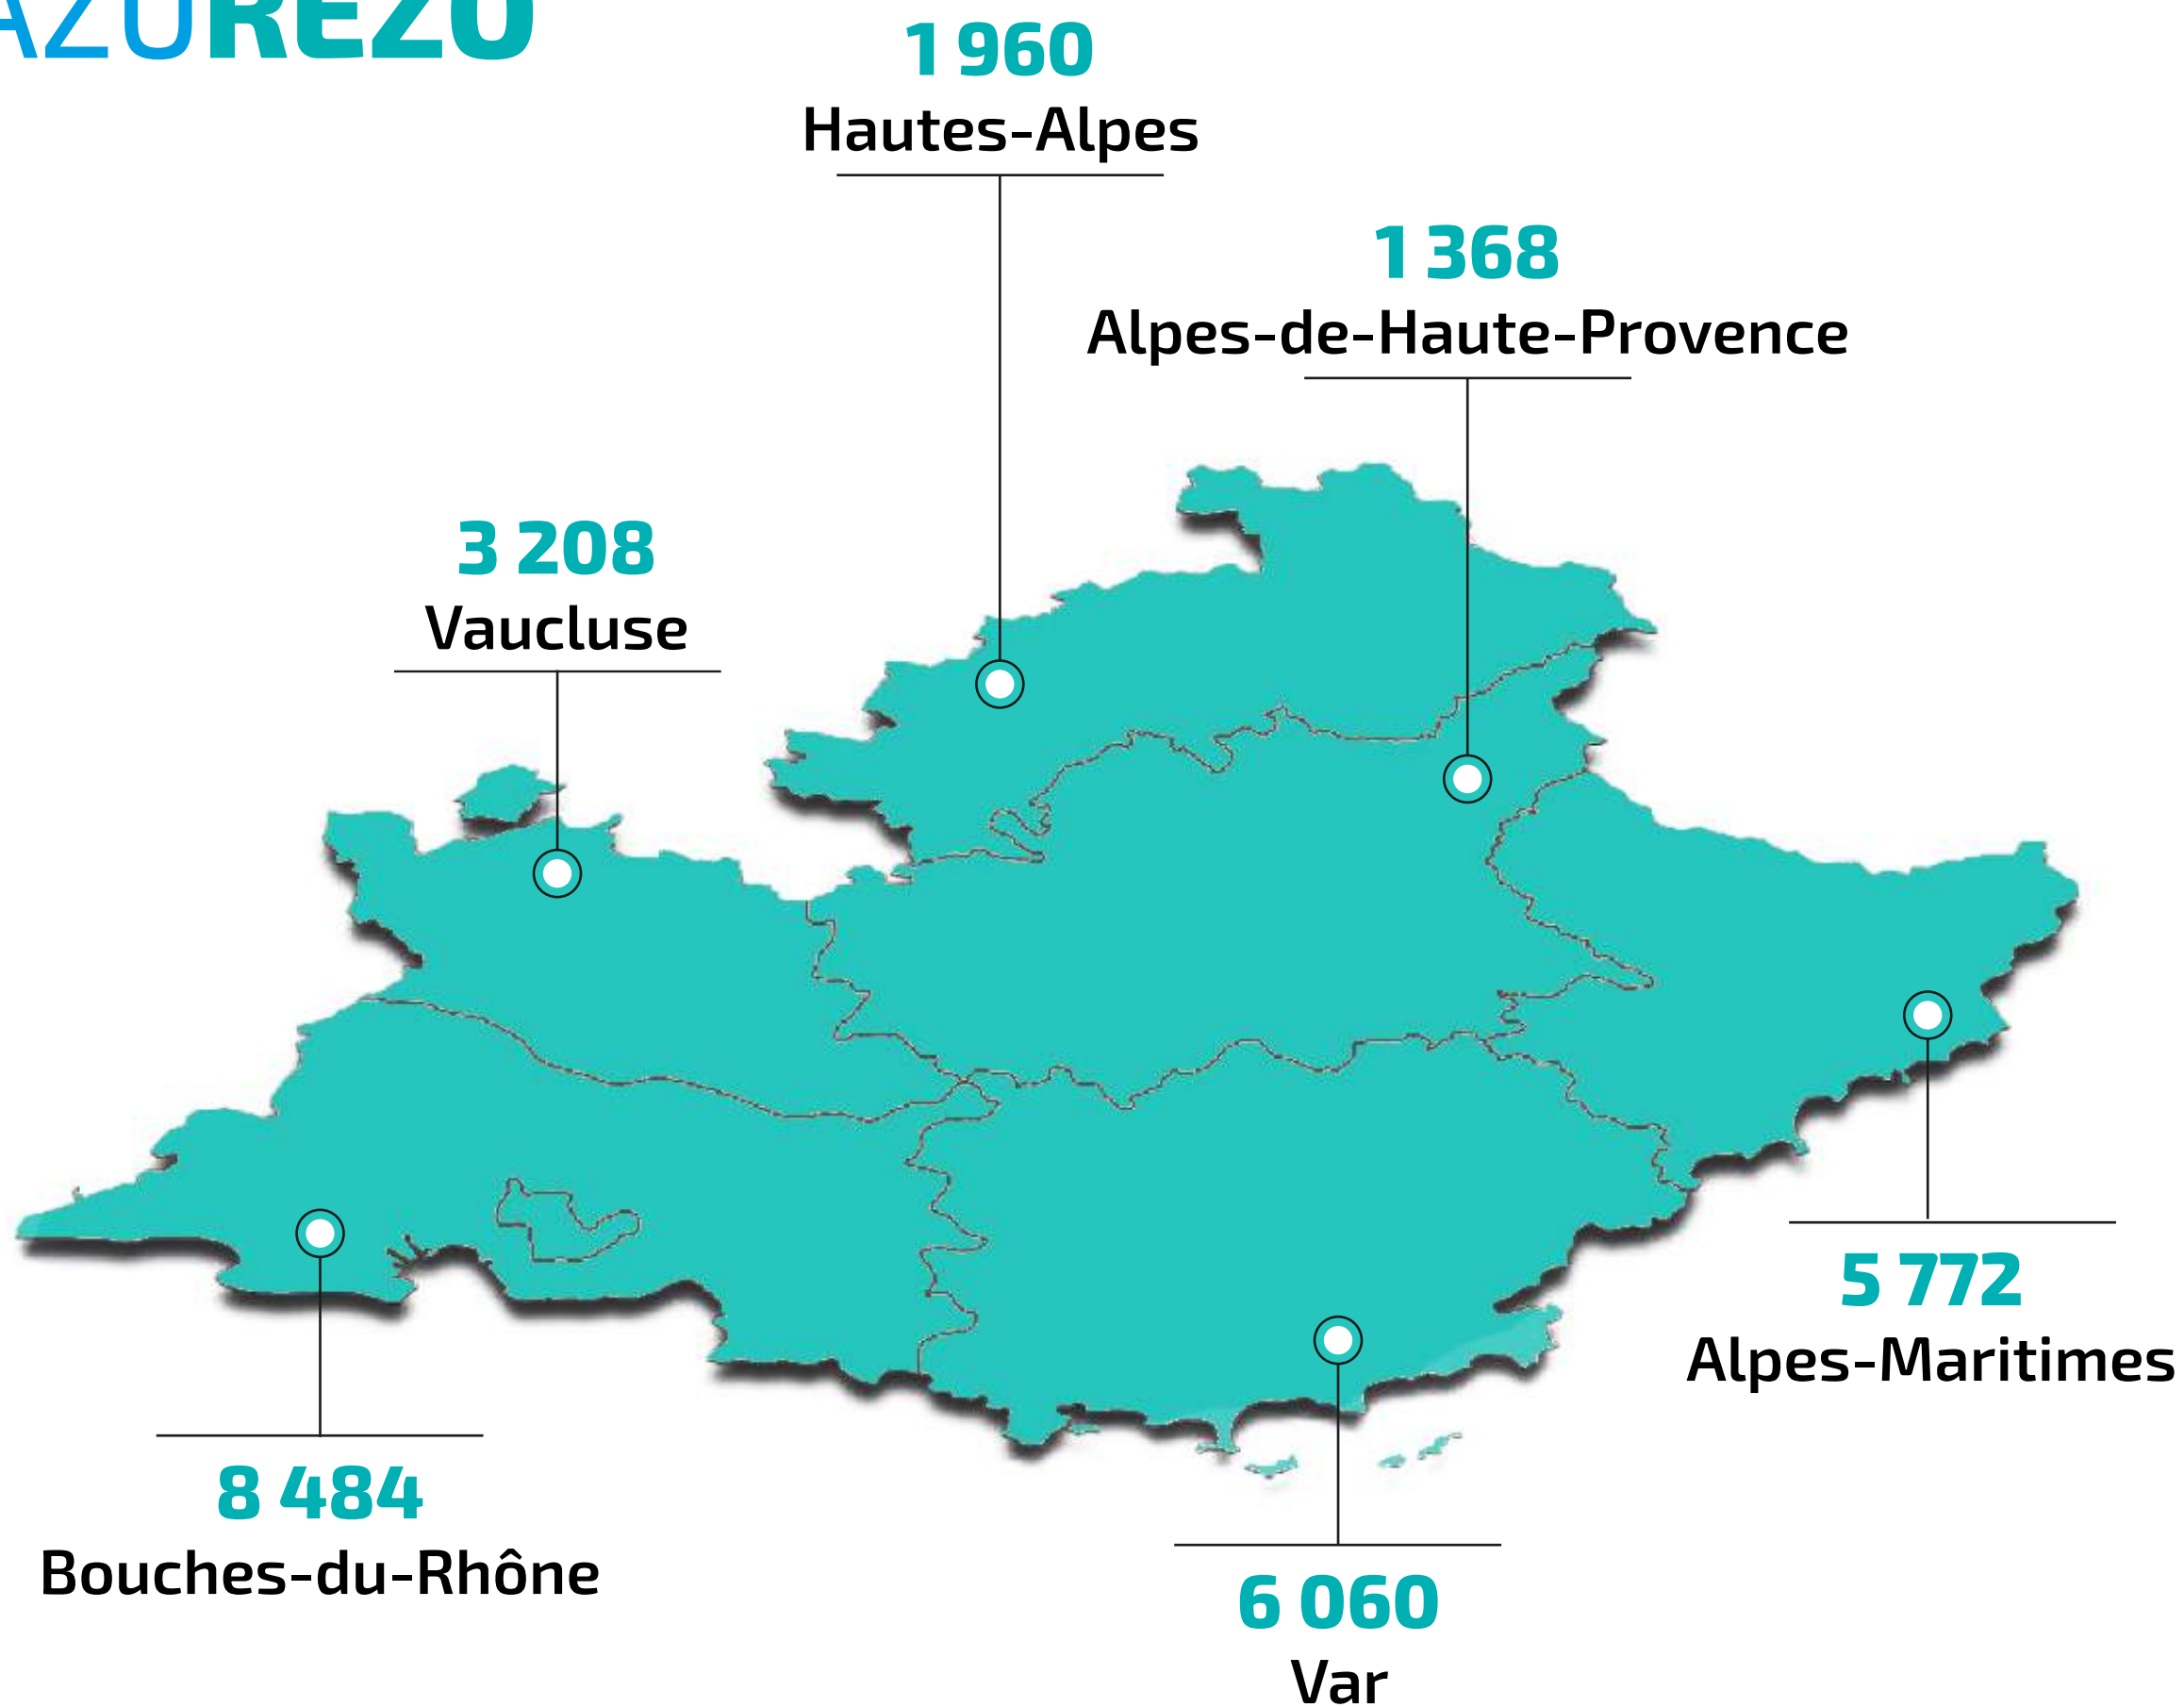 AZUREZO
1 960
Hautes-Alpes
1 368
Alpes-de-Haute-Provence
3 208
Vaucluse
5 772
Alpes-Maritimes
8 484
Bouches-du-Rhône
6 060
Var